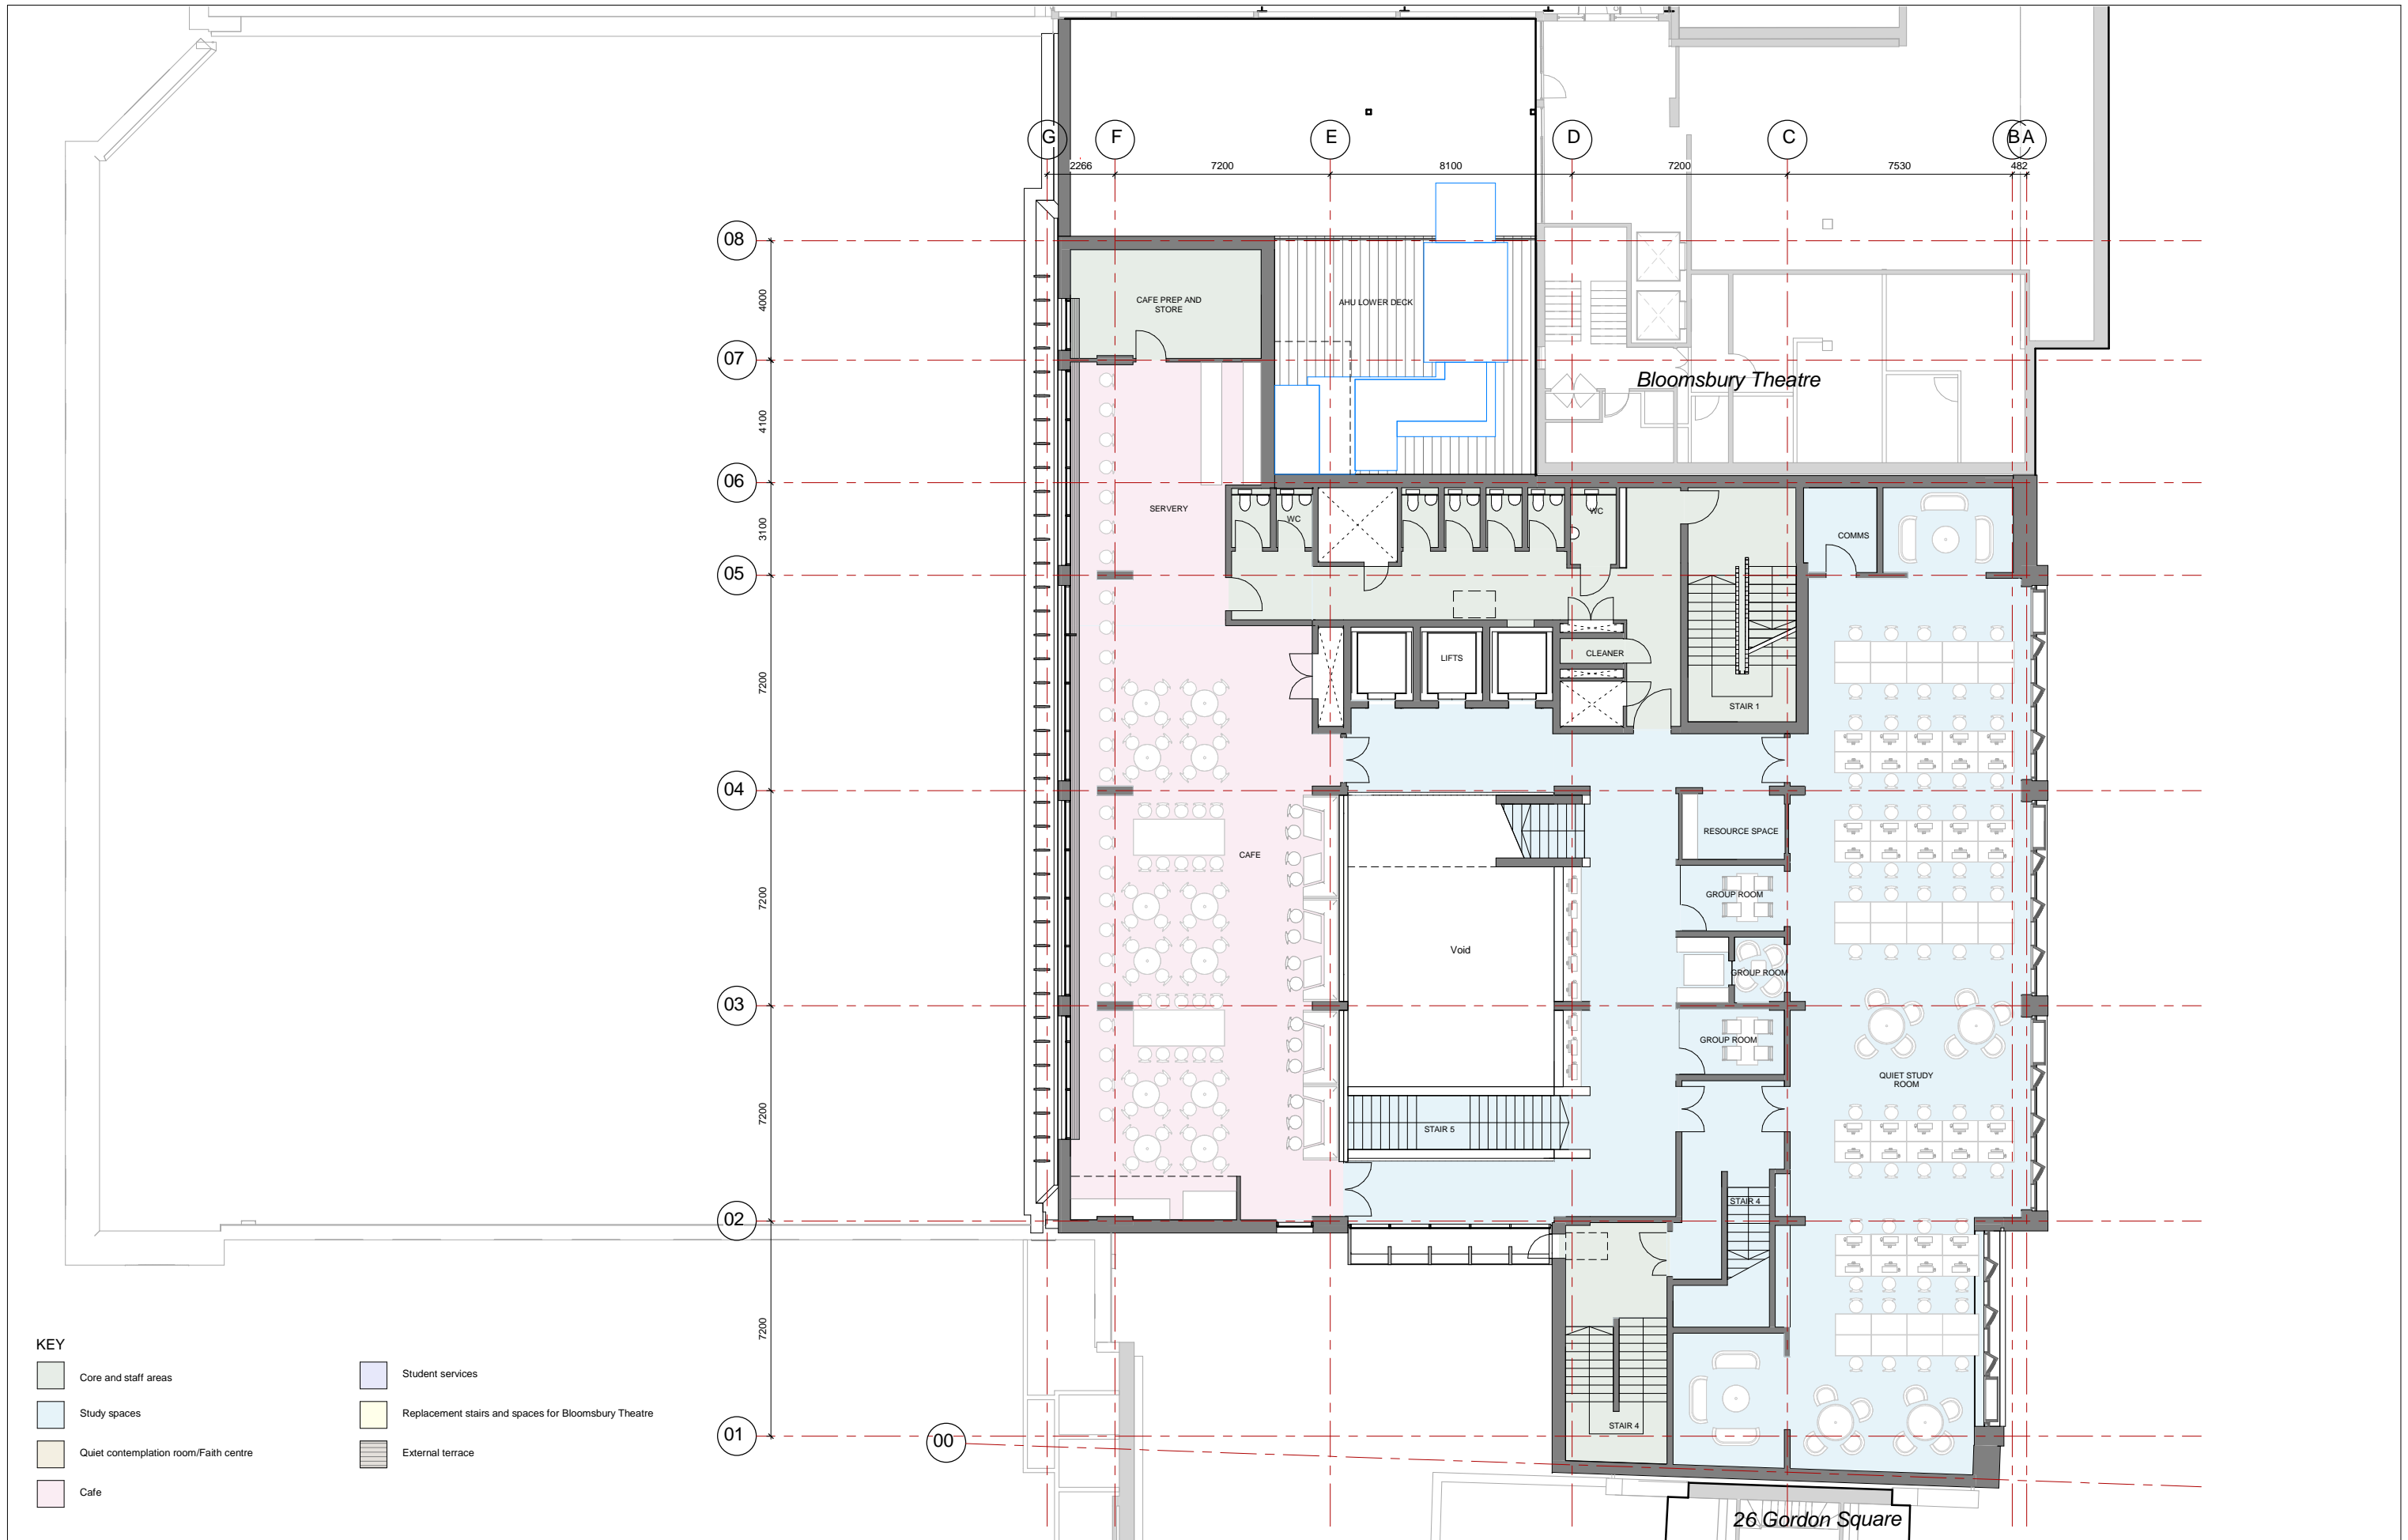 G
F
E
D
C
B
A
2266
7200
8100
7200
7530
482
08
4000
CAFE PREP AND
STORE
AHU LOWER DECK
07
Bloomsbury Theatre
4100
06
SERVERY
WC
WC
3100
COMMS
05
CLEANER
LIFTS
7200
STAIR 1
04
RESOURCE SPACE
CAFE
7200
GROUP ROOM
Void
GROUP ROOM
03
GROUP ROOM
QUIET STUDY
ROOM
7200
STAIR 5
STAIR 4
02
7200
STAIR 4
01
00
KEY
Core and staff areas
Study spaces
Quiet contemplation room/Faith centre
Cafe
Student services
Replacement stairs and spaces for Bloomsbury Theatre
External terrace
26 Gordon Square